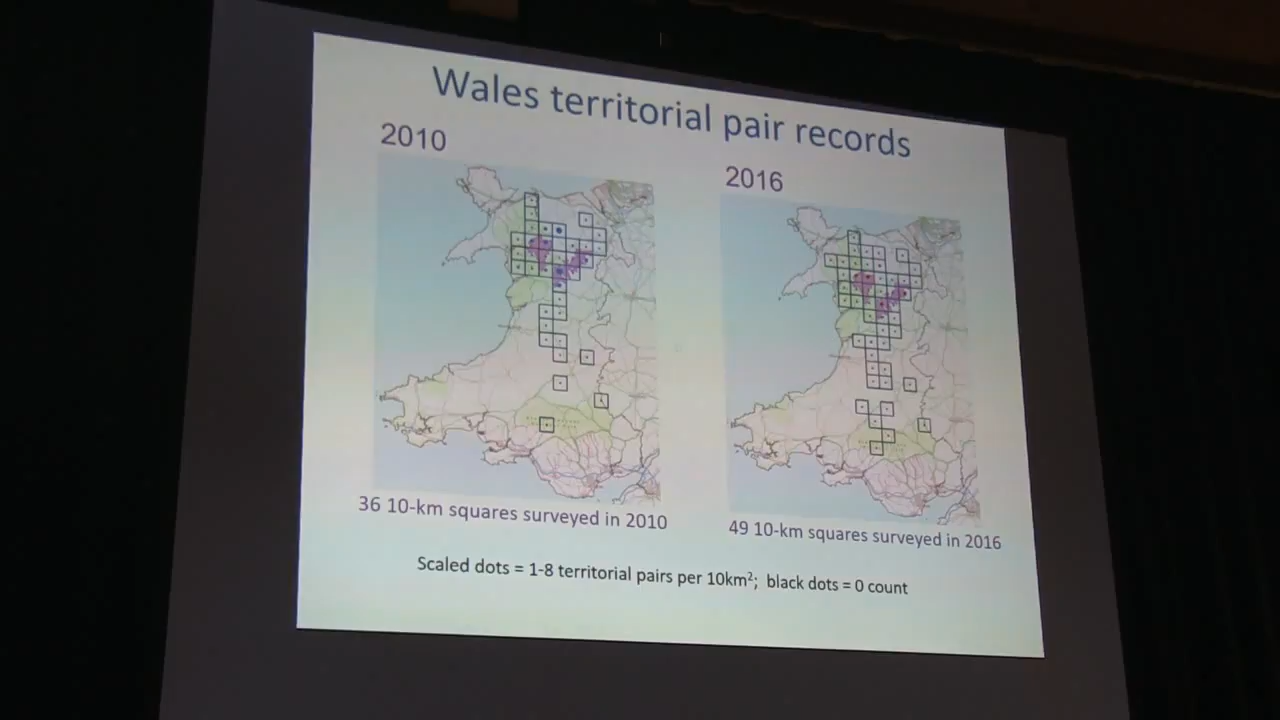 Wales territorial pair records
2010
2016
36 10-km squares surveyed in 2010
49 10-km squares surveyed in 2016
Scaled dots = 1-8 territorial pairs per 10km²; black dots = 0 count